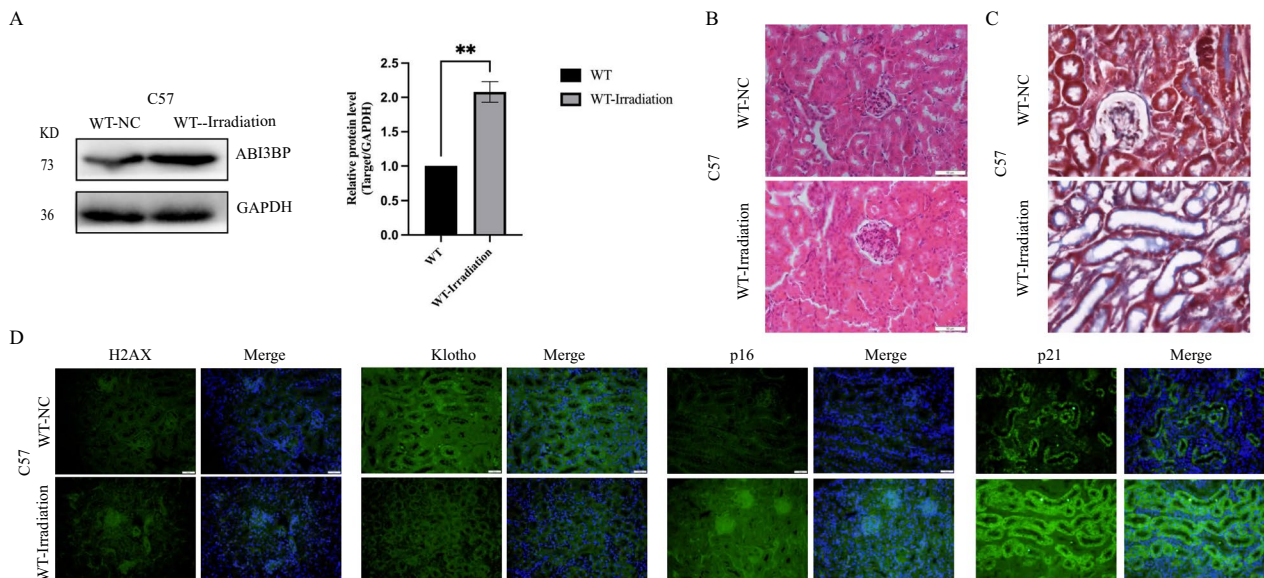 A
C57
WT-NC WT--Irradiation
KD
73
ABI3BP
36
GAPDH
**
Relative protein level
(Target/GAPDH)
2.5
2.0
1.5
1.0
0.5
0.0
WT
WT-Irradiation
WT
WT-Irradiation
B
C57
WT-NC
WT-Irradiation
C
C57
WT-NC
WT-Irradiation
D
H2AX Merge Klotho Merge p16 Merge p21 Merge
C57
WT-NC
WT-Irradiation